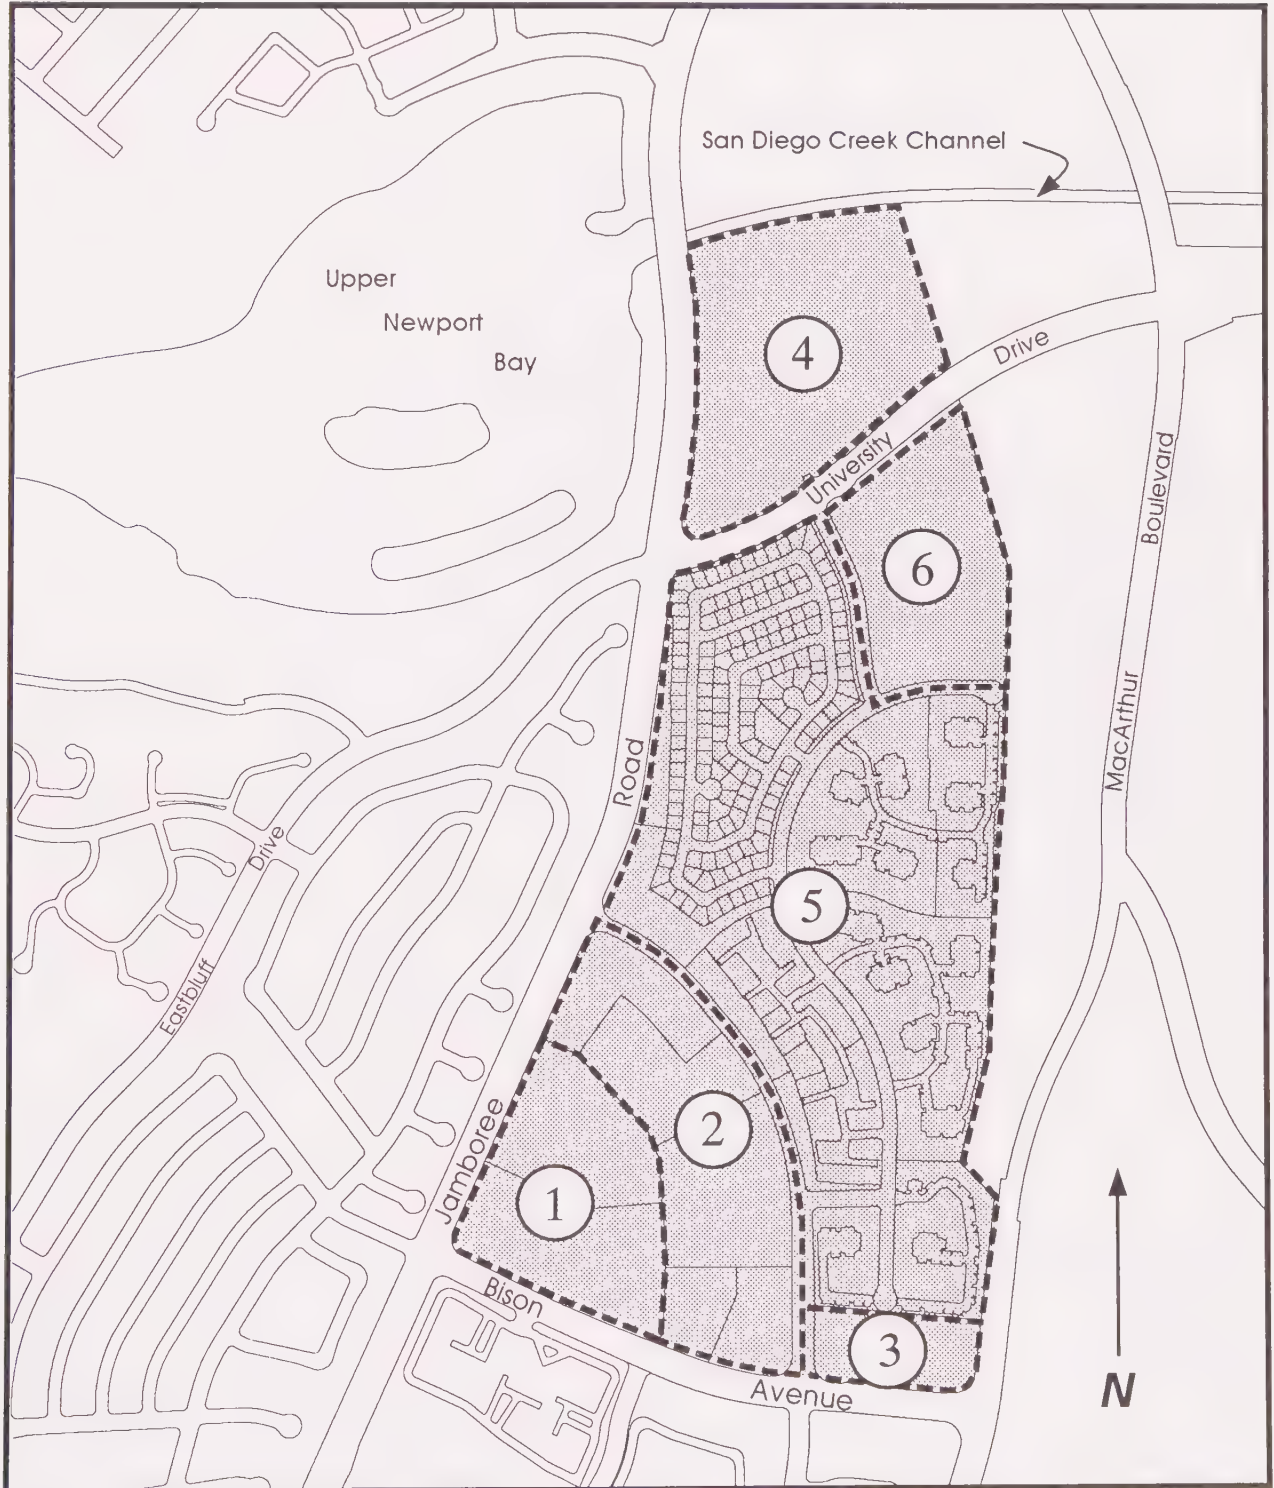 San Diego Creek Channel
Upper
Newport
Bay
4
Drive
University
6
Boulevard
MacArthur
Road
Drive
5
Eastbluff
2
Jamboree
1
Bison
3
Avenue
N